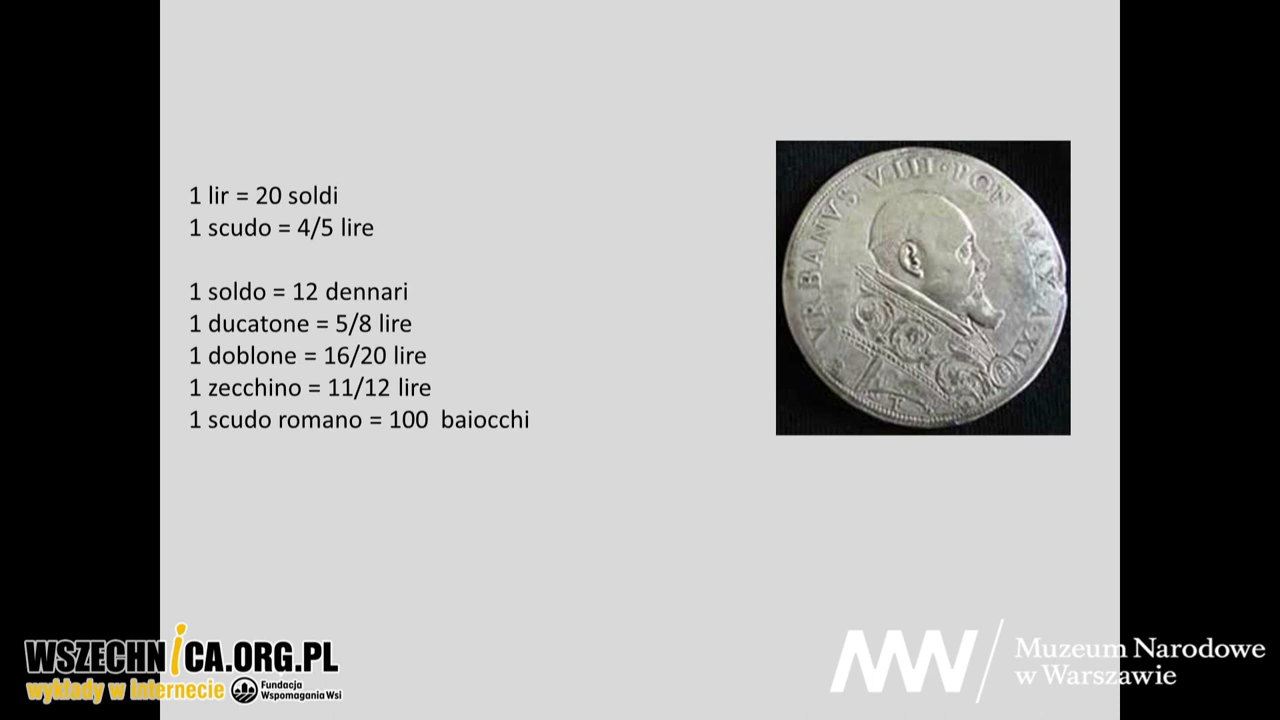 1 lir = 20 soldi
1 scudo = 4/5 lire
1 soldo = 12 dennari
1 ducatone = 5/8 lire
1 doblone = 16/20 lire
1 zecchino = 11/12 lire
1 scudo romano = 100 baiocchi
VRBANVS VIII·PON MAX A XI
WSZECHNICA.ORG.PL
wykłady w Internecie
Fundacja
Wspomagania Wsi
MNW
Muzeum Narodowe
w Warszawie